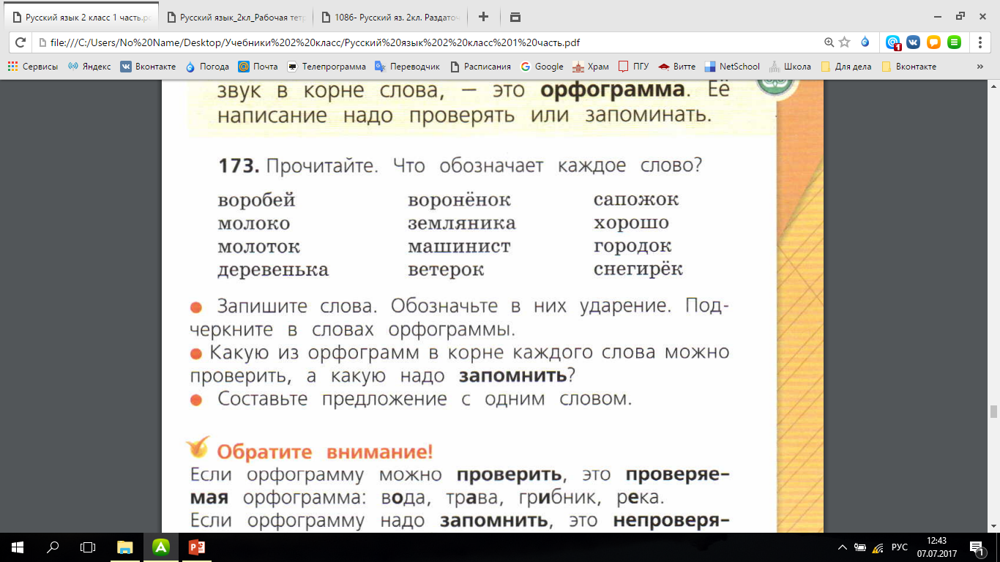 Русский язык 2 класс 1 часть.pd
Русский язык_2кл_Рабочая тетр
1086- Русский яз. 2кл. Раздаточ
file:///C:/Users/No%20Name/Desktop/Учебники%202%20класс/Русский%20язык%202%20класс%201%20часть.pdf
1
Сервисы Яндекс Вконтакте Погода Почта Телепрограмма Переводчик Расписания Google Храм ПГУ Витте NetSchool Школа Для дела Вконтакте »
звук в корне слова, — это орфограмма. Её
написание надо проверять или запоминать.
173. Прочитайте. Что обозначает каждое слово?
воробей воронёнок сапожок
молоко земляника хорошо
молоток машинист городок
деревенька ветерок снегирёк
● Запишите слова. Обозначьте в них ударение. Под-
черкните в словах орфограммы.
● Какую из орфограмм в корне каждого слова можно
проверить, а какую надо запомнить?
● Составьте предложение с одним словом.
Обратите внимание!
Если орфограмму можно проверить, это проверяе-
мая орфограмма: вода, трава, грибник, река.
Если орфограмму надо запомнить, это непроверя-
РУС
12:43
07.07.2017
1